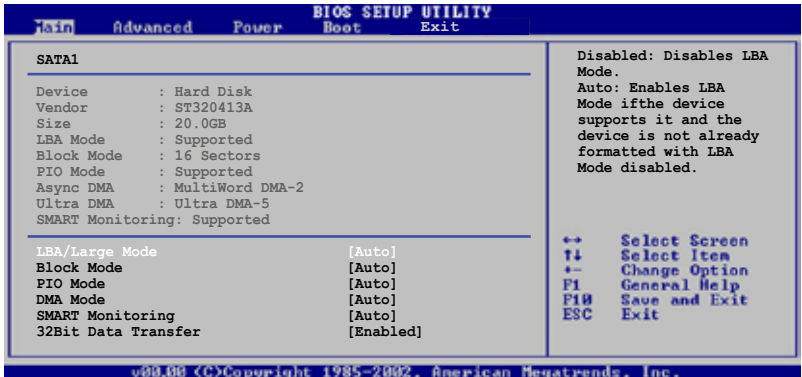 BIOS SETUP UTILITY
Main Advanced Power Boot Exit
SATA1
Device : Hard Disk
Vendor : ST320413A
Size : 20.0GB
LBA Mode : Supported
Block Mode : 16 Sectors
PIO Mode : Supported
Async DMA : MultiWord DMA-2
Ultra DMA : Ultra DMA-5
SMART Monitoring: Supported
LBA/Large Mode [Auto]
Block Mode [Auto]
PIO Mode [Auto]
DMA Mode [Auto]
SMART Monitoring [Auto]
32Bit Data Transfer [Enabled]
Disabled: Disables LBA
Mode.
Auto: Enables LBA
Mode ifthe device
supports it and the
device is not already
formatted with LBA
Mode disabled.
↔ Select Screen
↑↓ Select Item
+- Change Option
F1 General Help
F10 Save and Exit
ESC Exit
v00.00 (C)Copyright 1985-2002, American Megatrends, Inc.